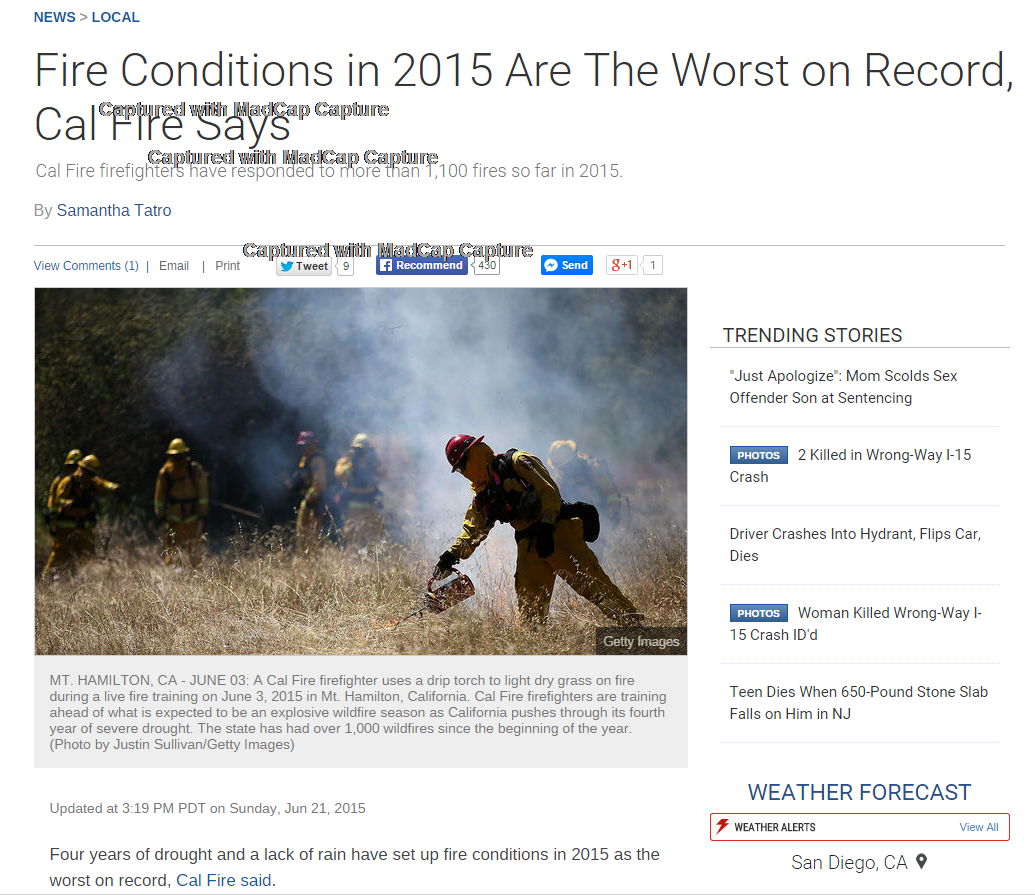 NEWS > LOCAL
Fire Conditions in 2015 Are The Worst on Record,
Cal Fire Says
Captured with MadCap Capture
Captured with MadCap Capture
Cal Fire firefighters have responded to more than 1,100 fires so far in 2015.
By Samantha Tatro
Captured with MadCap Capture
View Comments (1) | Email | Print
Tweet 9
Recommend 430
Send
g+1 1
Getty Images
MT. HAMILTON, CA - JUNE 03: A Cal Fire firefighter uses a drip torch to light dry grass on fire
during a live fire training on June 3, 2015 in Mt. Hamilton, California. Cal Fire firefighters are training
ahead of what is expected to be an explosive wildfire season as California pushes through its fourth
year of severe drought. The state has had over 1,000 wildfires since the beginning of the year.
(Photo by Justin Sullivan/Getty Images)
Updated at 3:19 PM PDT on Sunday, Jun 21, 2015
Four years of drought and a lack of rain have set up fire conditions in 2015 as the
worst on record, Cal Fire said.
TRENDING STORIES
"Just Apologize": Mom Scolds Sex
Offender Son at Sentencing
PHOTOS 2 Killed in Wrong-Way I-15
Crash
Driver Crashes Into Hydrant, Flips Car,
Dies
PHOTOS Woman Killed Wrong-Way I-
15 Crash ID'd
Teen Dies When 650-Pound Stone Slab
Falls on Him in NJ
WEATHER FORECAST
WEATHER ALERTS View All
San Diego, CA